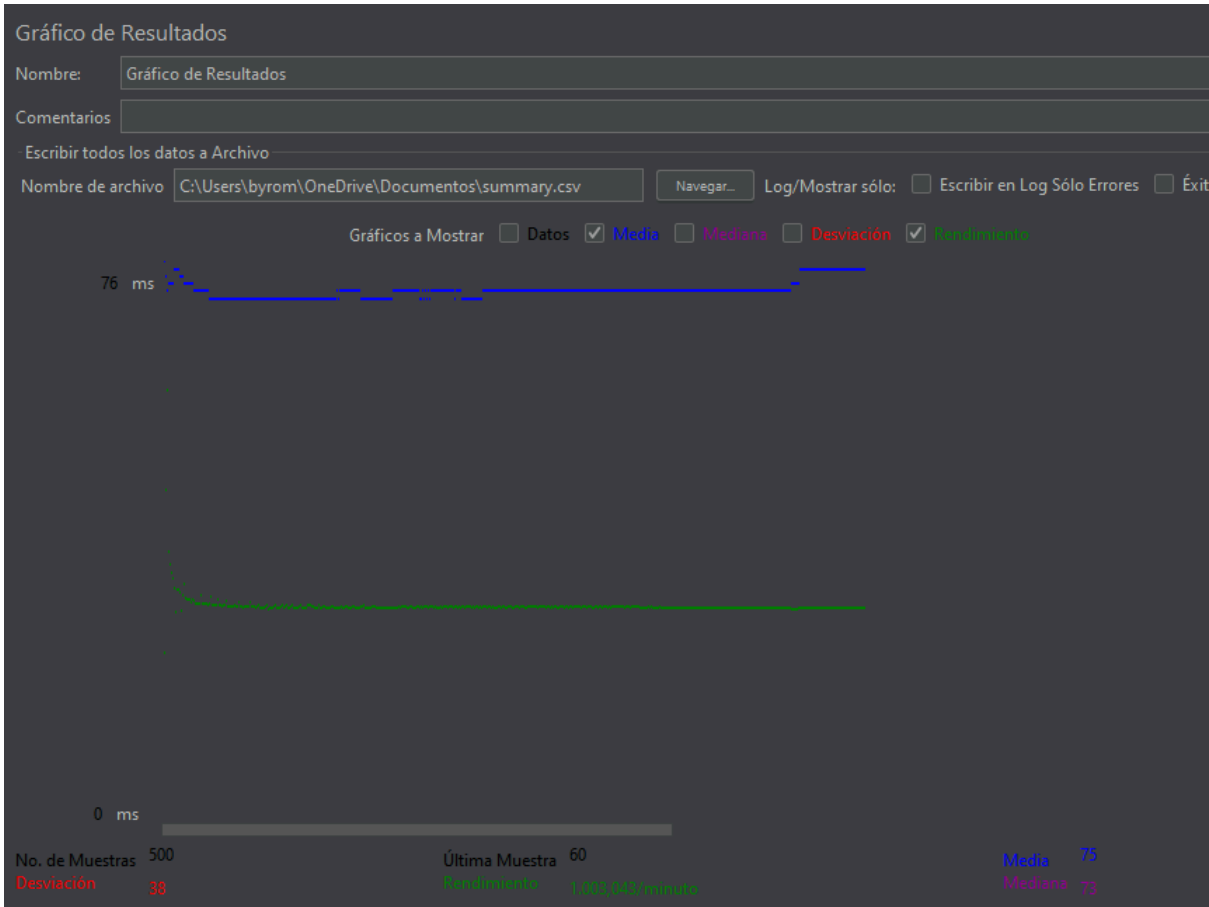 Gráfico de Resultados
Nombre: Gráfico de Resultados
Comentarios
Escribir todos los datos a Archivo
Nombre de archivo C:\Users\byrom\OneDrive\Documentos\summary.csv Navegar... Log/Mostrar sólo: Escribir en Log Sólo Errores Éxit
Gráficos a Mostrar Datos Media Mediana Desviación Rendimiento
76 ms
0 ms
No. de Muestras 500 Última Muestra 60 Media 75
Desviación 38 Rendimiento 1.003,043/minuto Mediana 73